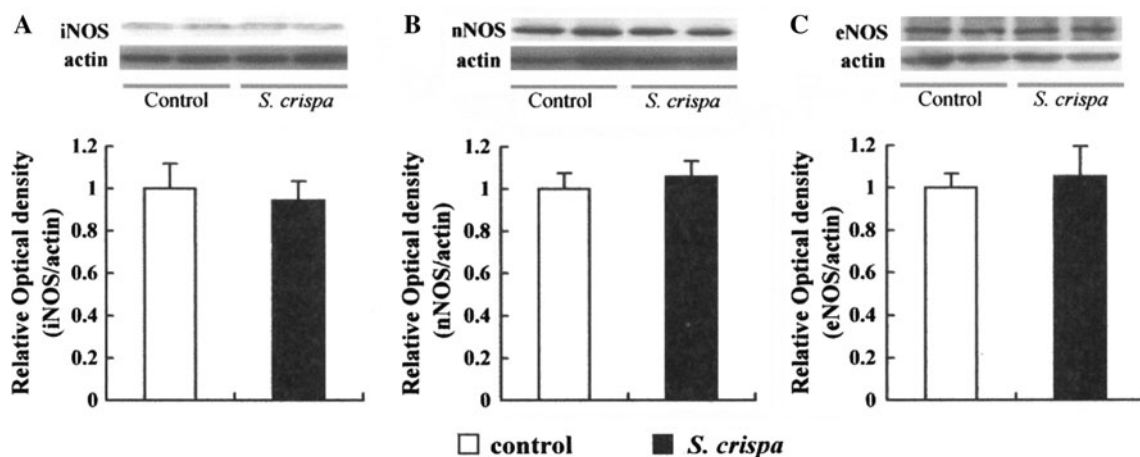 A
iNOS
actin
Control
S. crispa
Relative Optical density
(iNOS/actin)
1.2
1
0.8
0.6
0.4
0.2
0
B
nNOS
actin
Control
S. crispa
Relative Optical density
(nNOS/actin)
1.2
1
0.8
0.6
0.4
0.2
0
C
eNOS
actin
Control
S. crispa
Relative Optical density
(eNOS/actin)
1.2
1
0.8
0.6
0.4
0.2
0
control
S. crispa